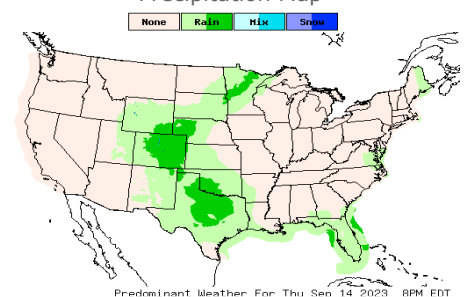 Precipitation Map
None Rain Mix Snow
Predominant Weather For Thu Sep 14 2023 8PM EDT